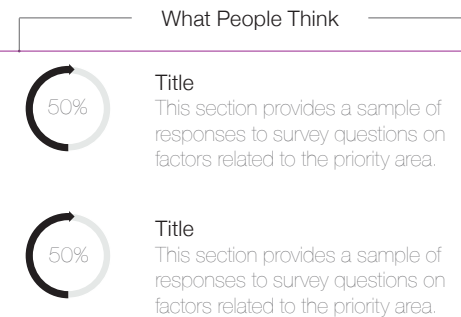 What People Think
50%
Title
This section provides a sample of
responses to survey questions on
factors related to the priority area.
50%
Title
This section provides a sample of
responses to survey questions on
factors related to the priority area.